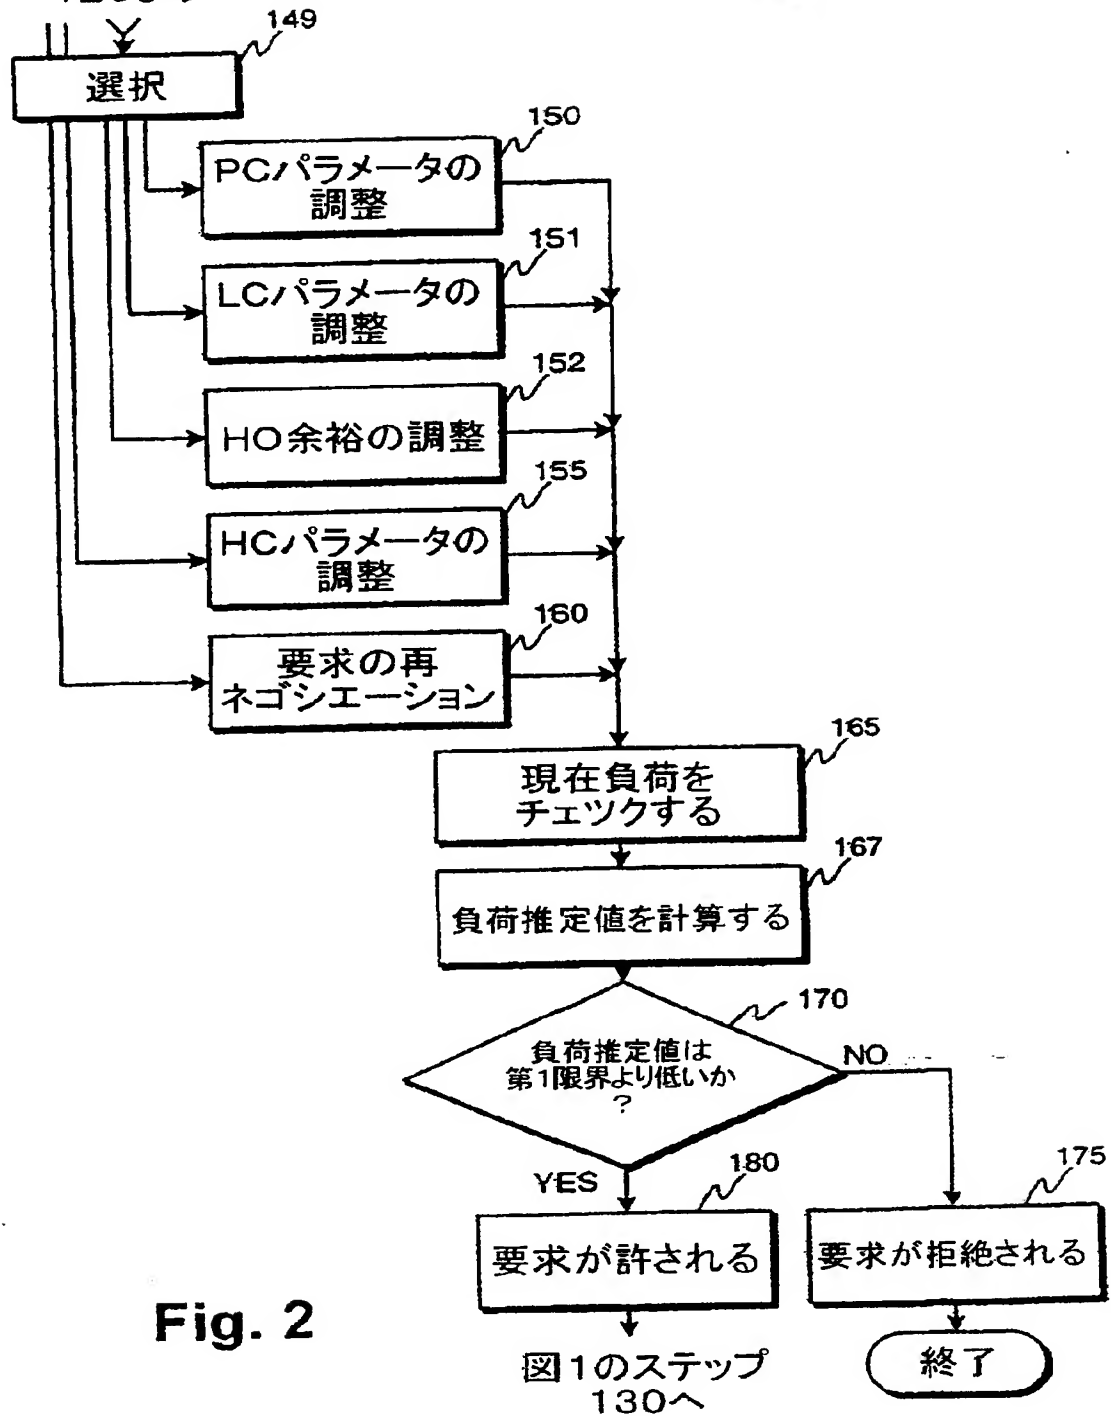 149
選択
150
PCパラメータの
調整
151
LCパラメータの
調整
152
HO余裕の調整
155
HCパラメータの
調整
160
要求の再
ネゴシエーション
165
現在負荷を
チェツクする
167
負荷推定値を計算する
170
負荷推定値は
第1限界より低いか
?
NO
YES
180
175
要求が許される
要求が拒絶される
Fig. 2
図1のステップ
130へ
終了